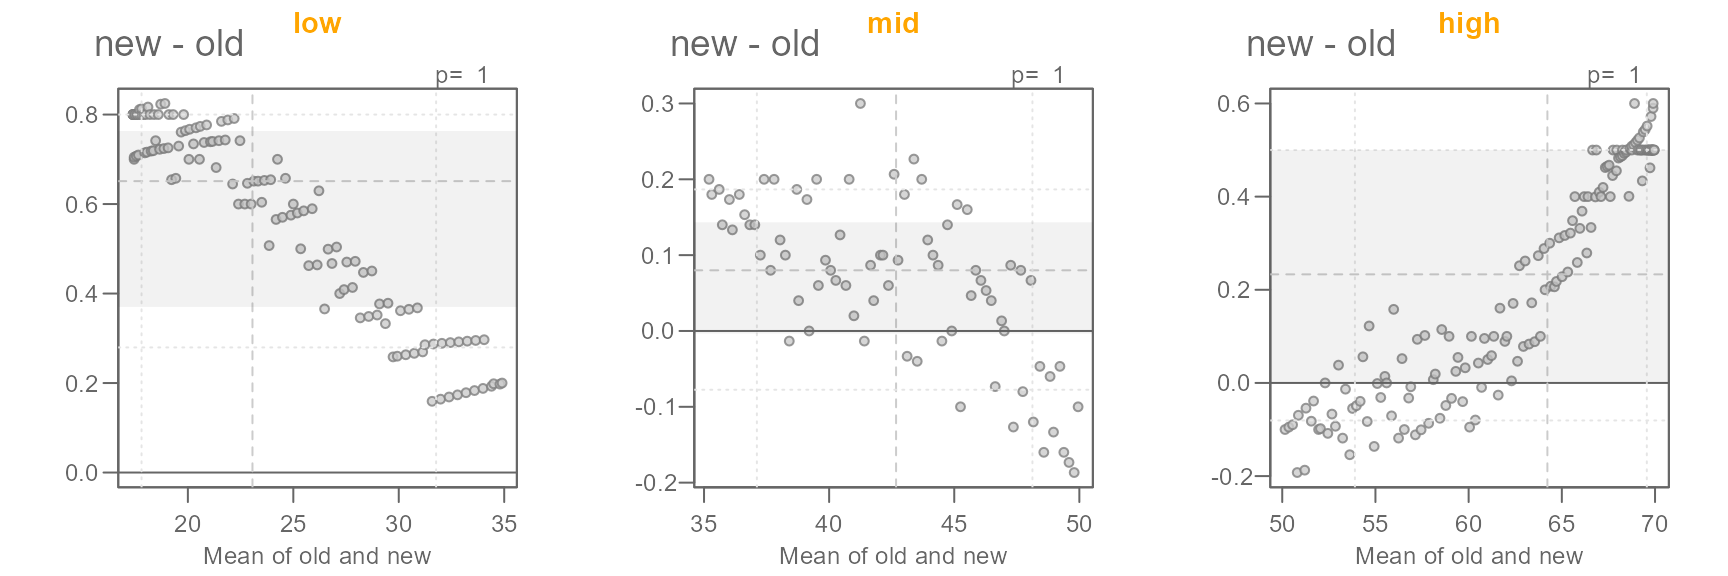 low
new - old
p= 1
0.8
0.6
0.4
0.2
0.0
20 25 30 35
Mean of old and new
mid
new - old
p= 1
0.3
0.2
0.1
0.0
-0.1
-0.2
35 40 45 50
Mean of old and new
high
new - old
p= 1
0.6
0.4
0.2
0.0
-0.2
50 55 60 65 70
Mean of old and new